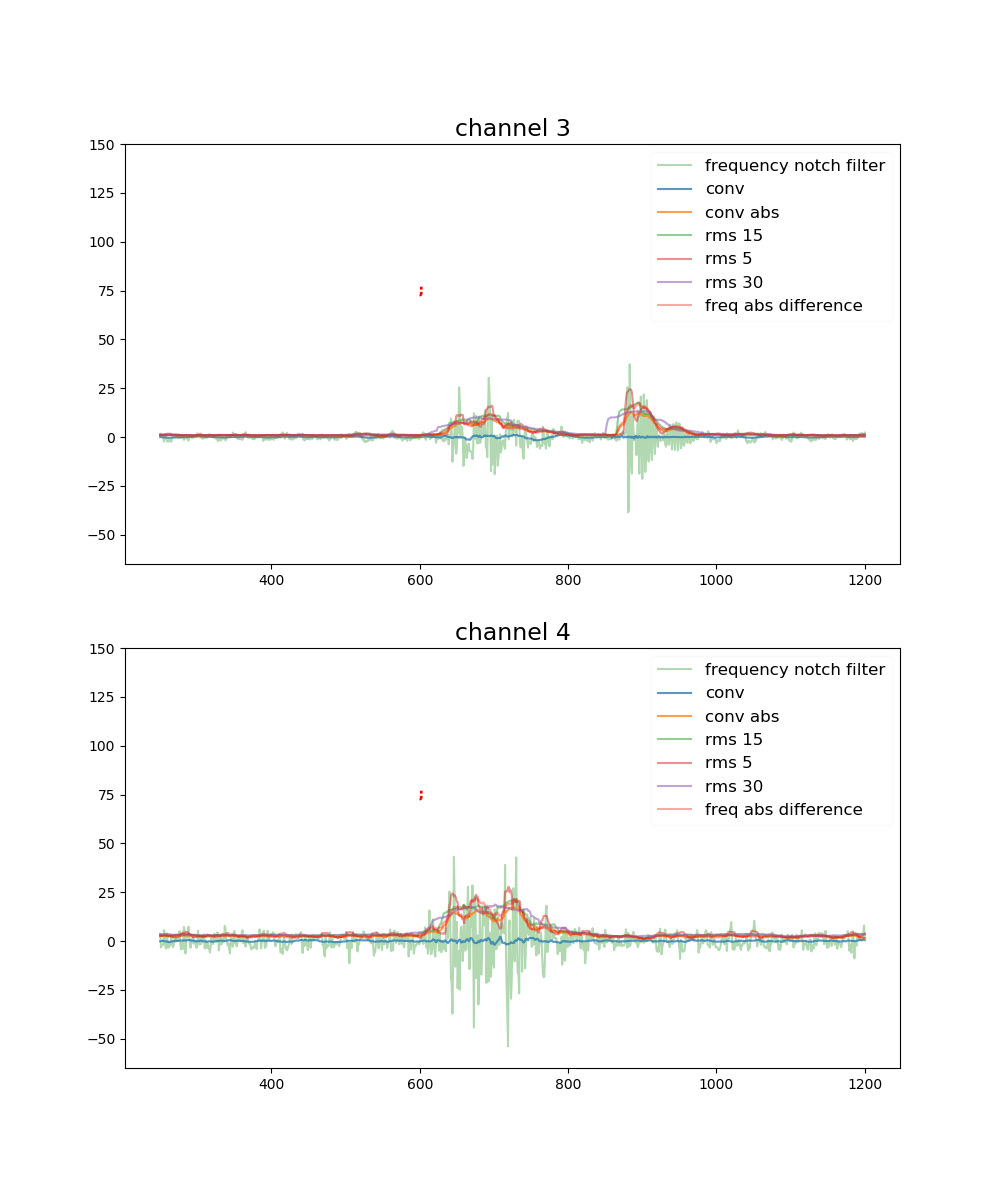 channel 3
150
125
100
75
50
25
0
−25
−50
400
600
800
1000
1200
frequency notch filter
conv
conv abs
rms 15
rms 5
rms 30
freq abs difference
;
channel 4
150
125
100
75
50
25
0
−25
−50
400
600
800
1000
1200
frequency notch filter
conv
conv abs
rms 15
rms 5
rms 30
freq abs difference
;